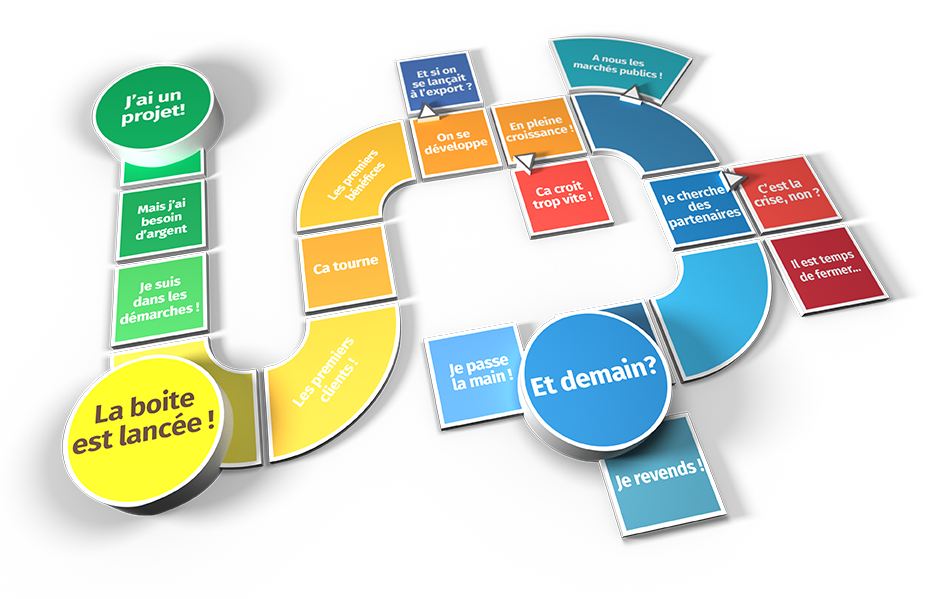 J'ai un
projet!
Mais j'ai
besoin
d'argent
Je suis
dans les
démarches !
La boite
est lancée !
Les premiers
clients !
Ca tourne
Les premiers
bénéfices
On se
développe
Et si on
se lançait
à l'export ?
En pleine
croissance !
Ca croit
trop vite !
A nous les
marchés publics !
Je cherche
des
partenaires
C'est la
crise, non ?
Il est temps
de fermer...
Et demain?
Je passe
la main !
Je revends !